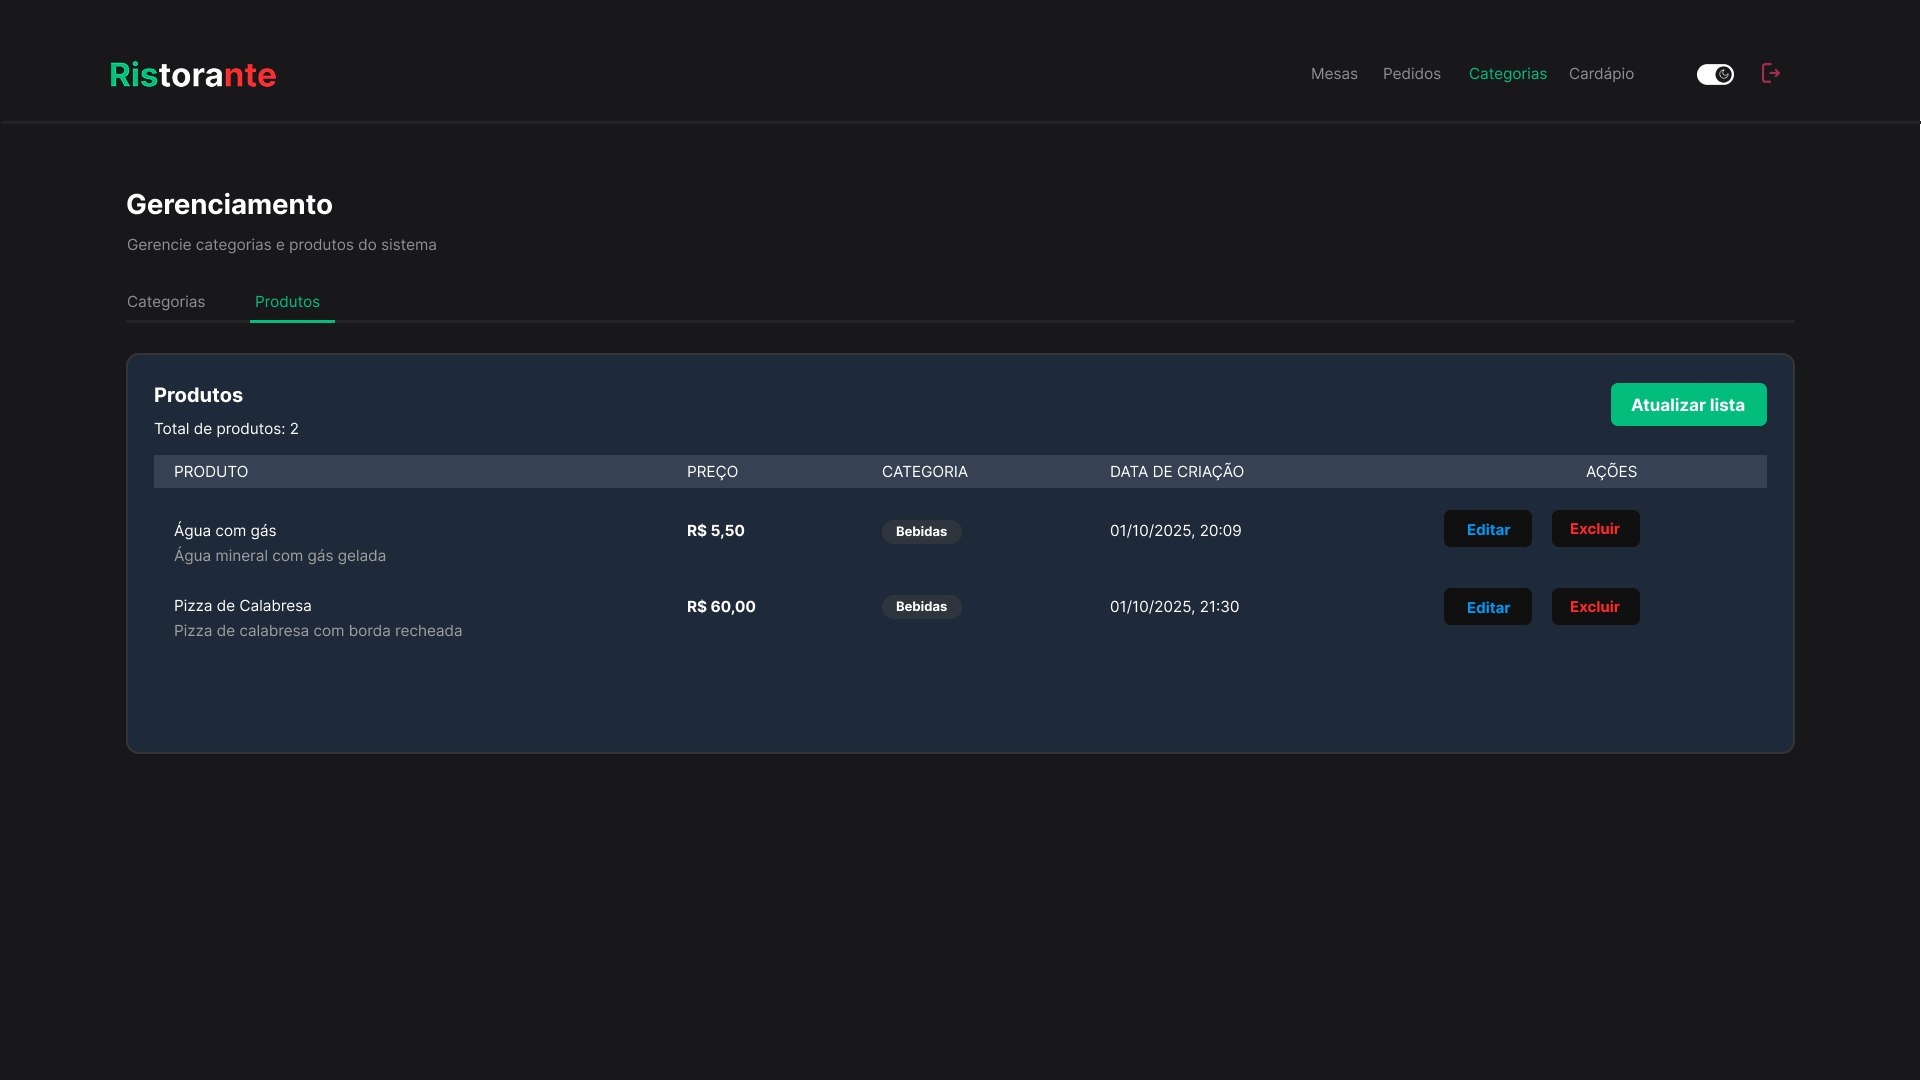 Ristorante
Mesas Pedidos Categorias Cardápio
Gerenciamento
Gerencie categorias e produtos do sistema
Categorias Produtos
Produtos
Atualizar lista
Total de produtos: 2
PRODUTO PREÇO CATEGORIA DATA DE CRIAÇÃO AÇÕES
Água com gás R$ 5,50 Bebidas 01/10/2025, 20:09 Editar Excluir
Água mineral com gás gelada
Pizza de Calabresa R$ 60,00 Bebidas 01/10/2025, 21:30 Editar Excluir
Pizza de calabresa com borda recheada